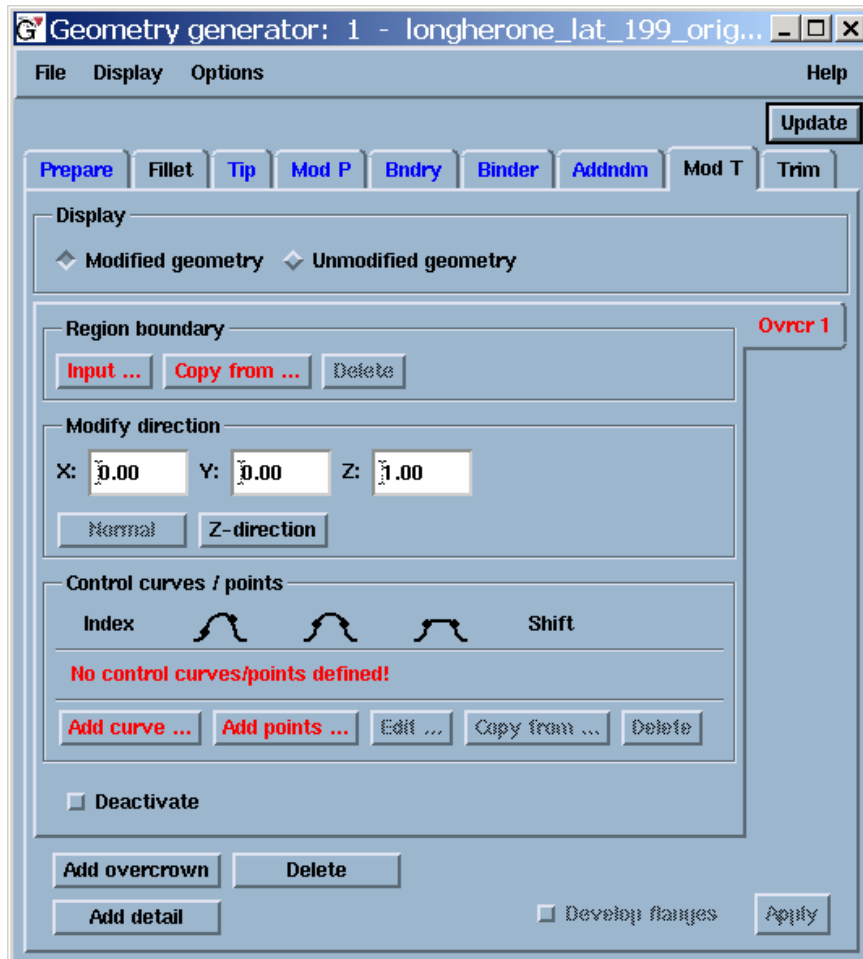 Geometry generator: 1 - longherone_lat_199_orig...
File Display Options Help
Update
Prepare Fillet Tip Mod P Bndry Binder Addndm Mod T Trim
Display
Modified geometry Unmodified geometry
Ovrcr 1
Region boundary
Input ... Copy from ... Delete
Modify direction
X: 0.00 Y: 0.00 Z: 1.00
Normal Z-direction
Control curves / points
Index Shift
No control curves/points defined!
Add curve ... Add points ... Edit ... Copy from ... Delete
Deactivate
Add overcrown Delete
Add detail Develop flanges Apply